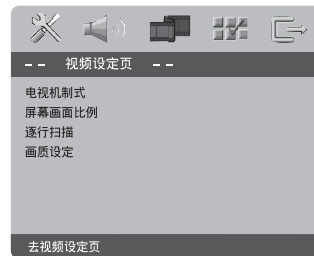 -- 视频设定页 --
电视机制式
屏幕画面比例
逐行扫描
画质设定
去视频设定页